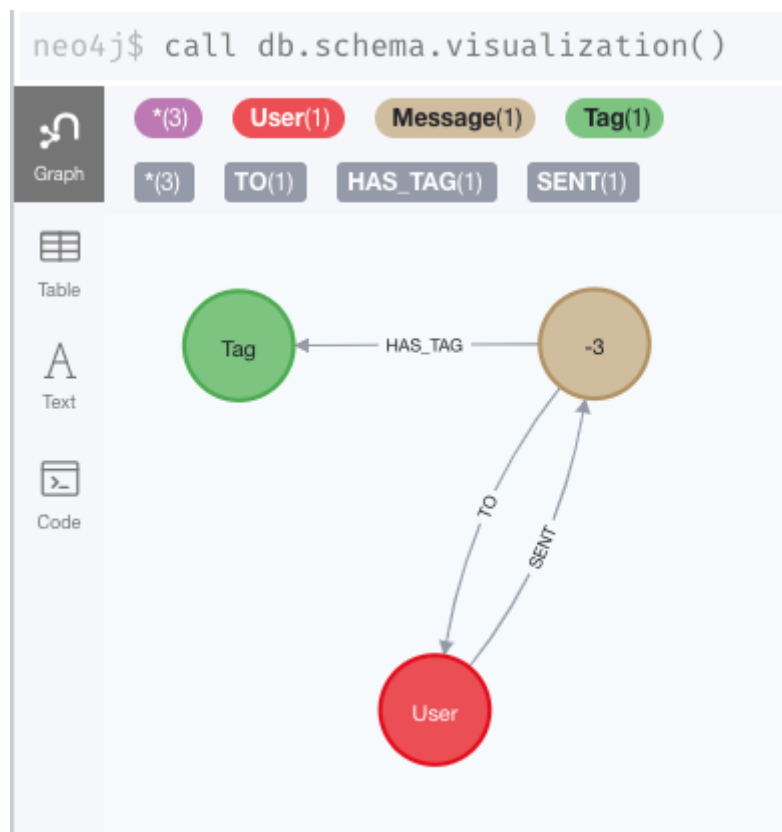 neo4j$ call db.schema.visualization()
*(3) User(1) Message(1) Tag(1)
Graph
*(3) TO(1) HAS_TAG(1) SENT(1)
Table
Text
Code
Tag
HAS_TAG
-3
TO
SENT
User